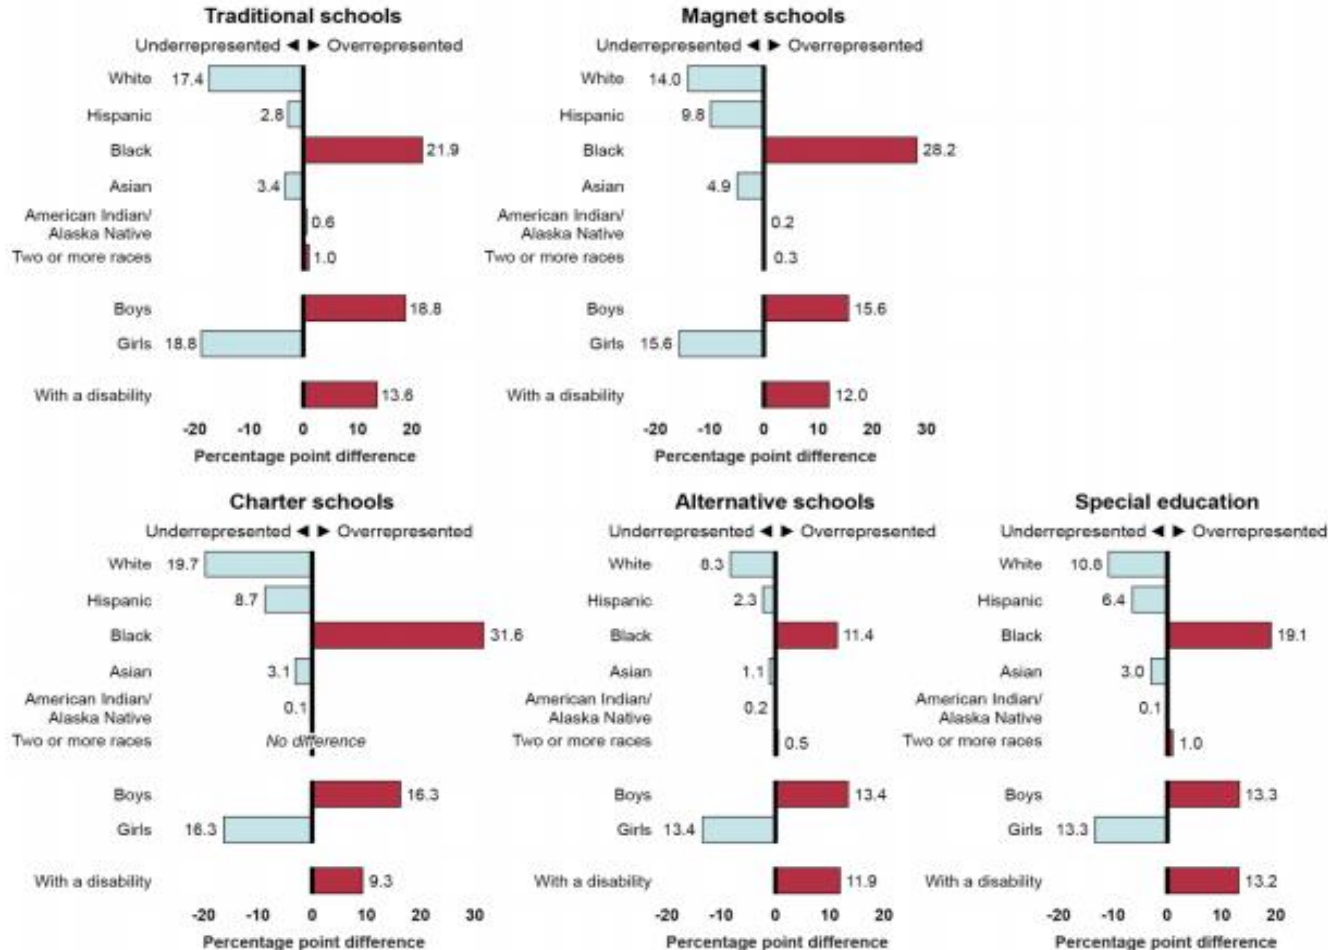 Traditional schools
Underrepresented ◄ ► Overrepresented
White 17.4
Hispanic 2.8
Black 21.9
Asian 3.4
American Indian/
Alaska Native 0.6
Two or more races 1.0
Boys 18.8
Girls 18.8
With a disability 13.6
-20 -10 0 10 20
Percentage point difference
Magnet schools
Underrepresented ◄ ► Overrepresented
White 14.0
Hispanic 9.8
Black 28.2
Asian 4.9
American Indian/
Alaska Native 0.2
Two or more races 0.3
Boys 15.6
Girls 15.6
With a disability 12.0
-20 -10 0 10 20 30
Percentage point difference
Charter schools
Underrepresented ◄ ► Overrepresented
White 19.7
Hispanic 8.7
Black 31.6
Asian 3.1
American Indian/
Alaska Native 0.1
Two or more races No difference
Boys 16.3
Girls 16.3
With a disability 9.3
-20 -10 0 10 20 30
Percentage point difference
Alternative schools
Underrepresented ◄ ► Overrepresented
White 8.3
Hispanic 2.3
Black 11.4
Asian 1.1
American Indian/
Alaska Native 0.2
Two or more races 0.5
Boys 13.4
Girls 13.4
With a disability 11.9
-20 -10 0 10 20
Percentage point difference
Special education
Underrepresented ◄ ► Overrepresented
White 10.8
Hispanic 6.4
Black 19.1
Asian 3.0
American Indian/
Alaska Native 0.1
Two or more races 1.0
Boys 13.3
Girls 13.3
With a disability 13.2
-20 -10 0 10 20
Percentage point difference